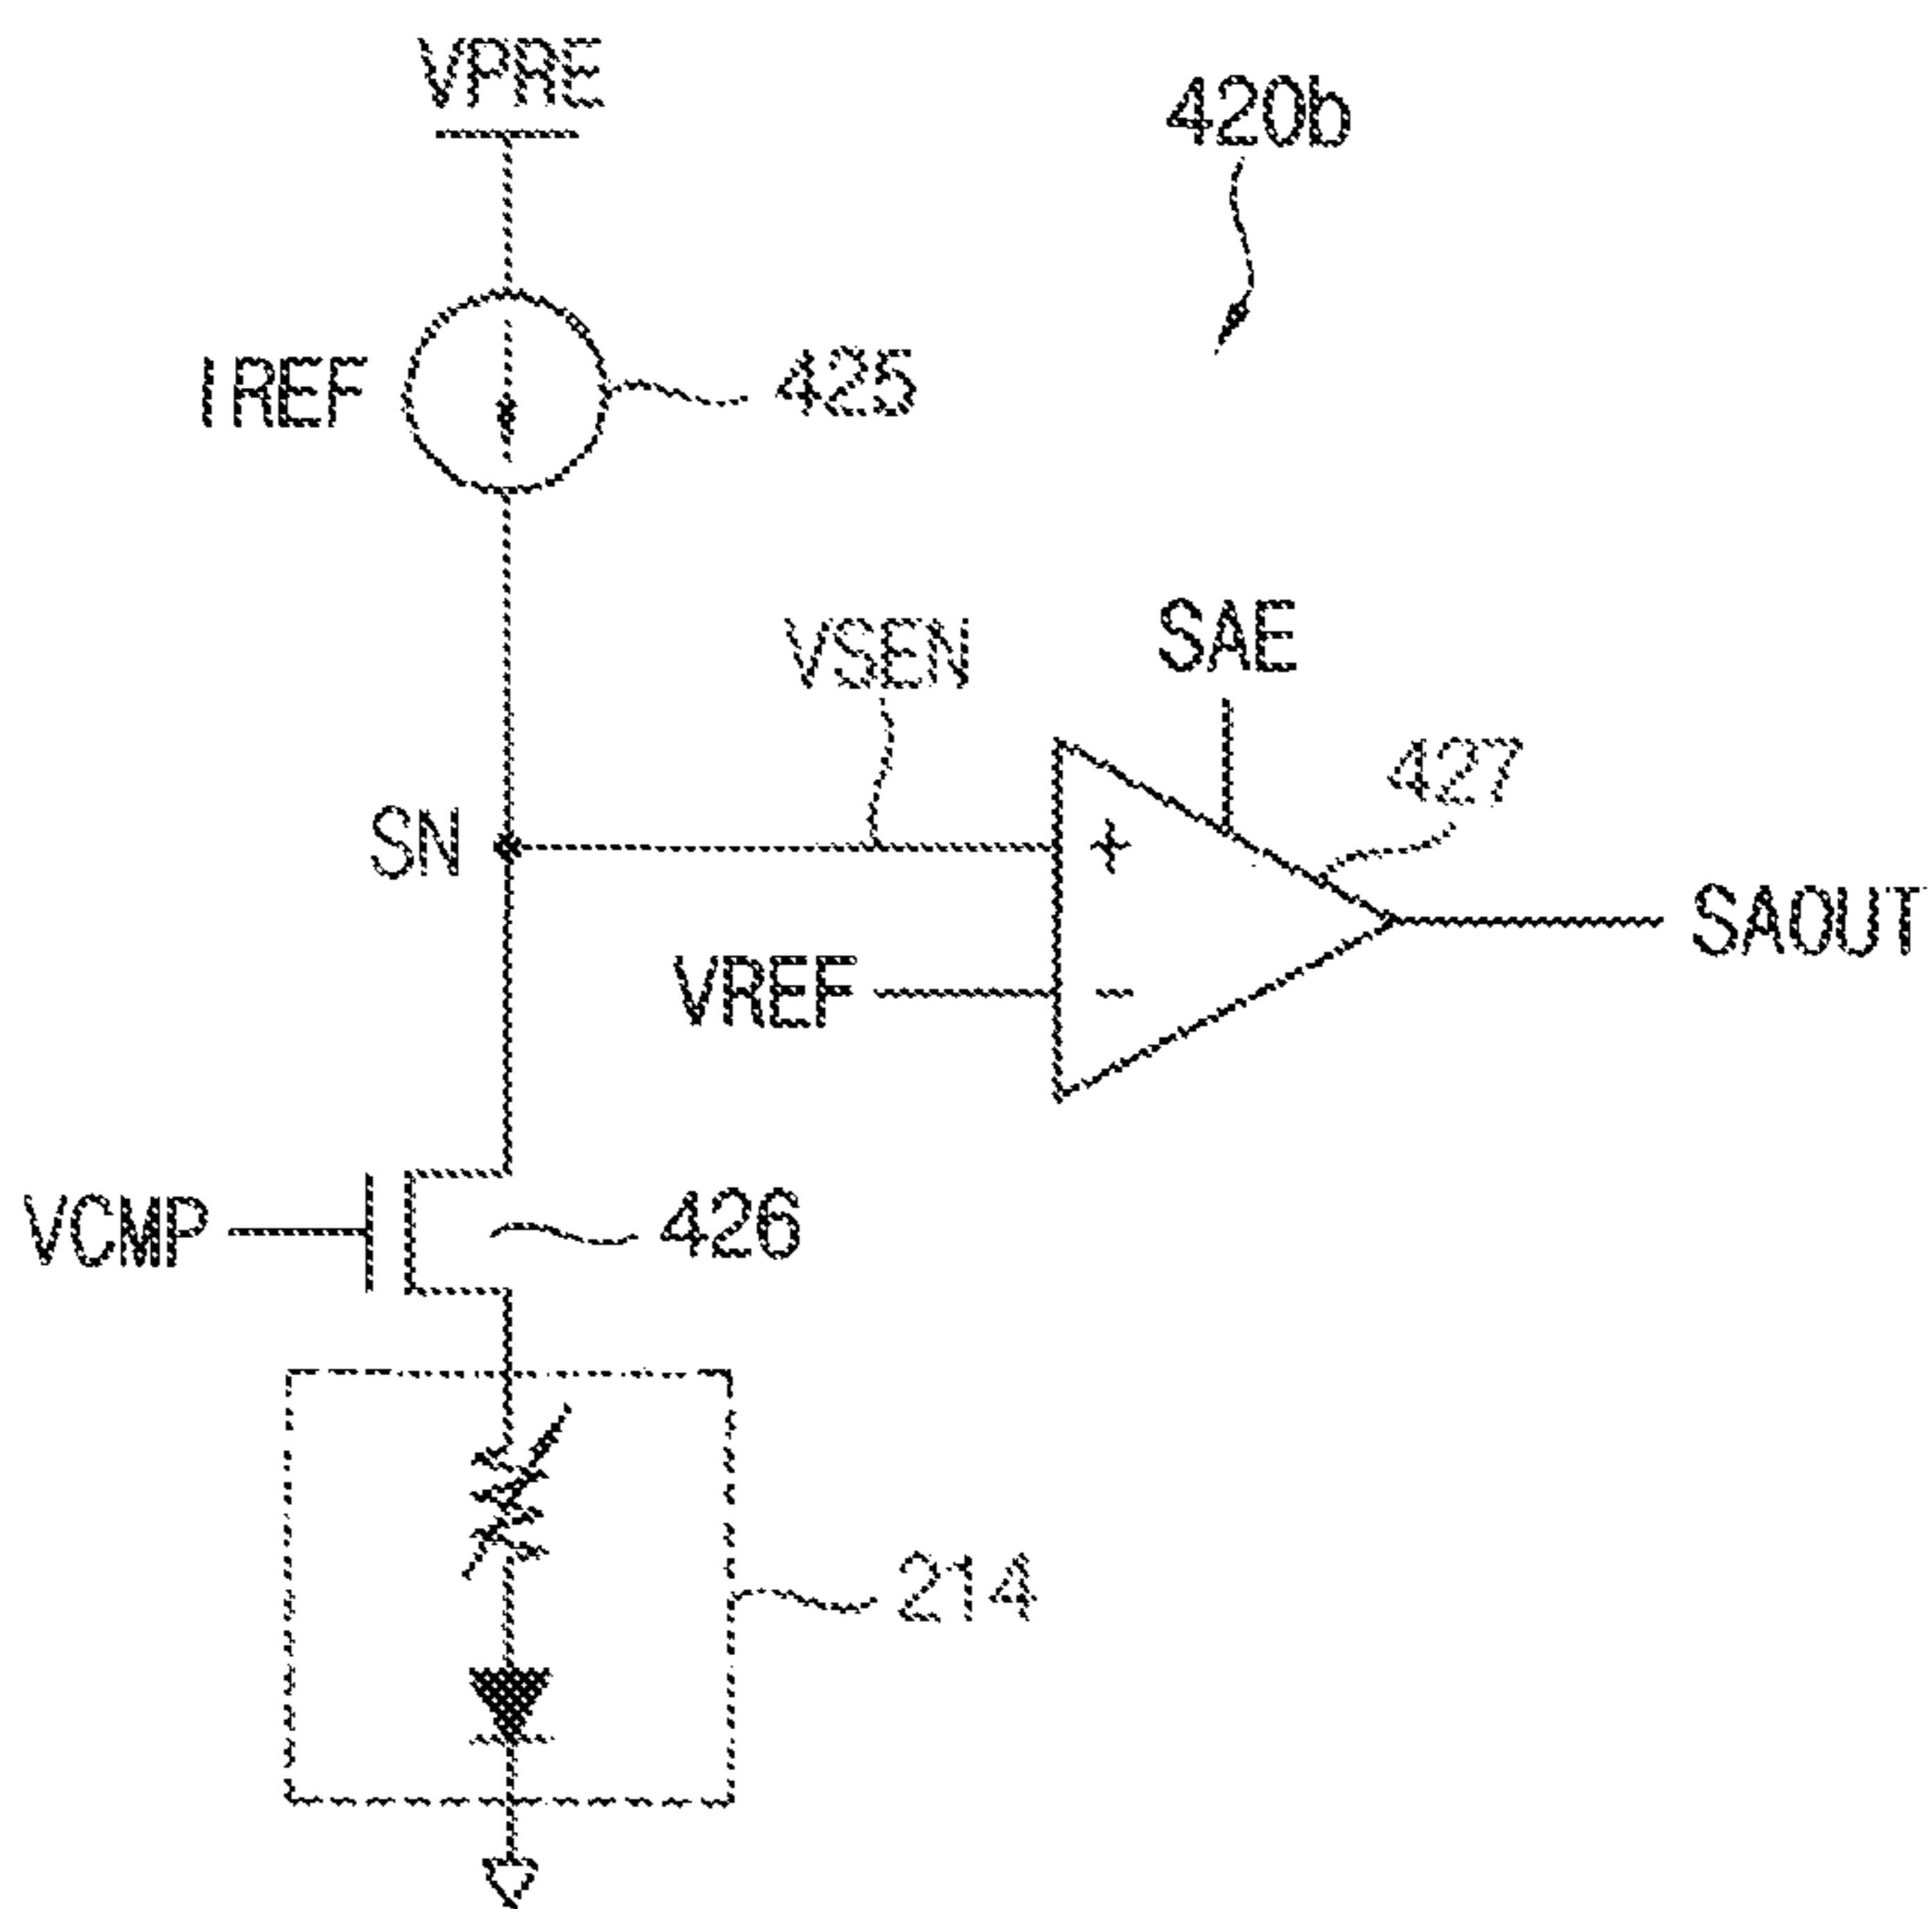 VPRE
420b
IREF
425
VSEN
SAE
427
SN
+
SAOUT
VREF
-
VCMP
426
214